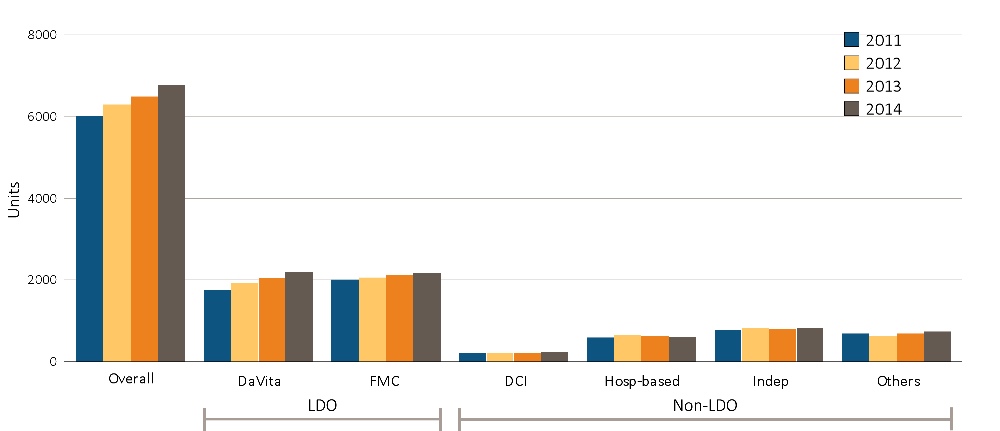 8000
6000
4000
2000
0
Units
2011
2012
2013
2014
Overall
DaVita
FMC
DCI
Hosp-based
Indep
Others
LDO
Non-LDO